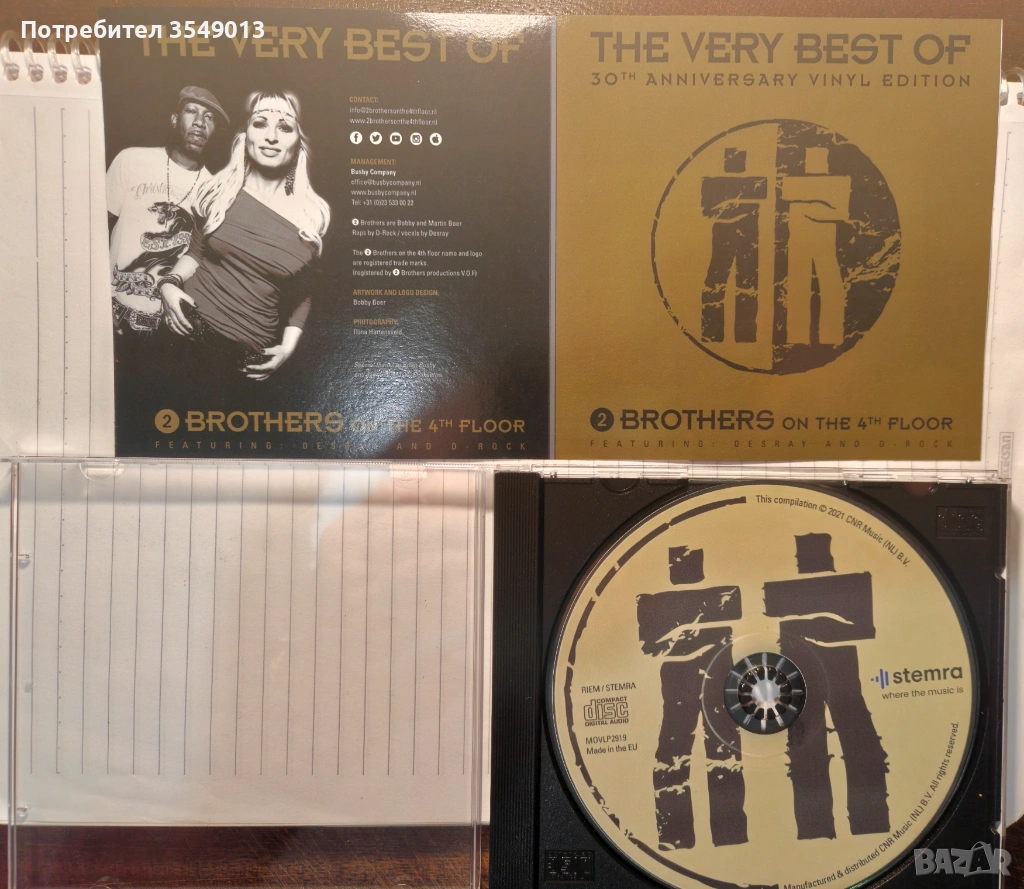 Потребител 3549013
THE VERY BEST OF
CONTACT:
info@2brothersonthe4thfloor.nl
www.2brothersonthe4thfloor.nl
MANAGEMENT:
Busby Company
office@busbycompany.nl
www.busbycompany.nl
Tel: +31 (0)23 533 00 22
2 Brothers are Bobby and Martin Boer
Raps by D-Rock / vocals by Desray
The 2 Brothers on the 4th floor name and logo
are registered trade marks.
(registered by 2 Brothers productions V.O.F)
ARTWORK AND LOGO DESIGN:
Bobby Boer
PHOTOGRAPHY:
2 BROTHERS ON THE 4TH FLOOR
FEATURING: DESRAY AND D-ROCK
THE VERY BEST OF
30TH ANNIVERSARY VINYL EDITION
2 BROTHERS ON THE 4TH FLOOR
FEATURING: DESRAY AND D-ROCK
This compilation © 2021 CNR Music (NL) B.V.
stemra
where the music is
RIEM / STEMRA
COMPACT
disc
DIGITAL AUDIO
MOVLP2919
Made in the EU
Manufactured & distributed CNR Music (NL) B.V. All rights reserved.
BAZAR